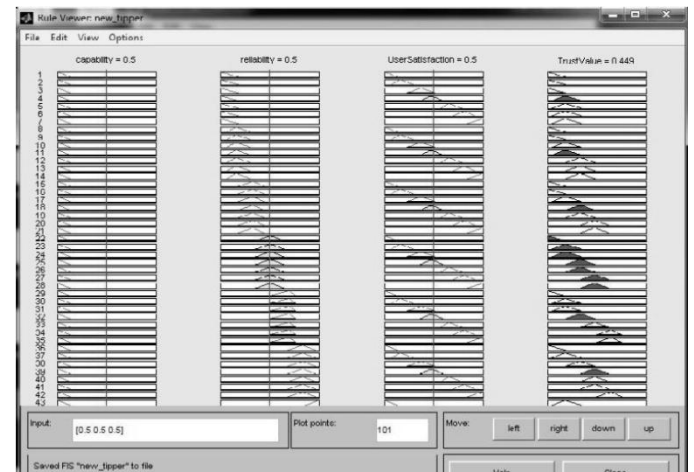 Rule Viewer: new_tipper
File Edit View Options
capability = 0.5
reliability = 0.5
UserSatisfaction = 0.5
TrustValue = 0.449
1
2
3
4
5
6
7
8
9
10
11
12
13
14
15
17
18
19
20
21
22
23
24
25
26
27
28
29
30
31
32
33
34
35
37
39
40
41
42
43
Input:
[0.5 0.5 0.5]
Plot points:
101
Move:
left
right
down
up
Saved FIS "new_tipper" to file
Help
Close